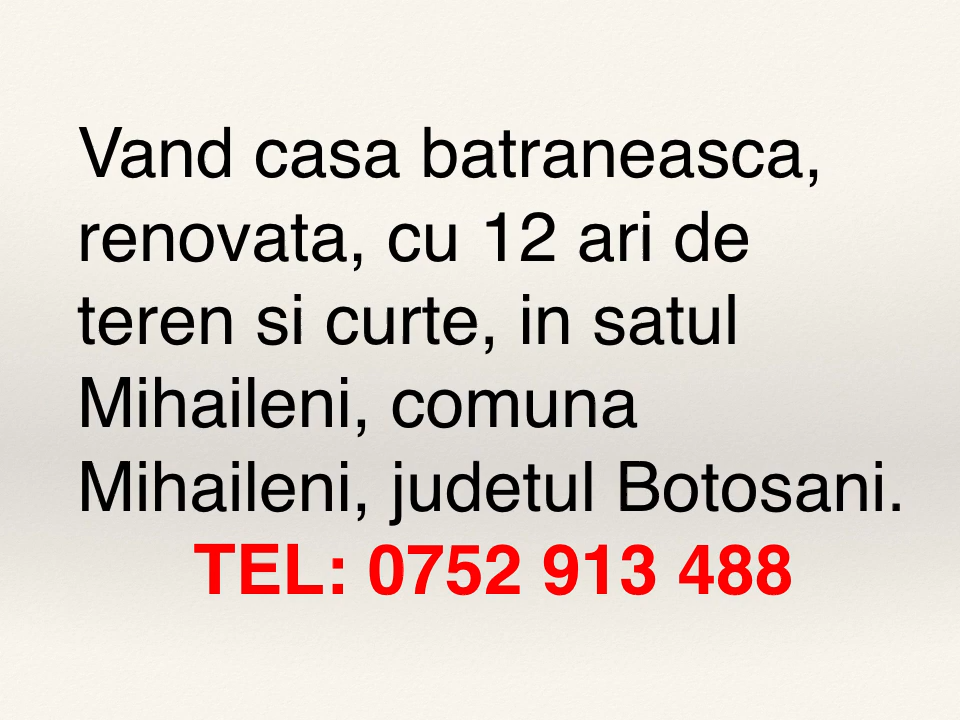 Vand casa batraneasca,
renovata, cu 12 ari de
teren si curte, in satul
Mihaileni, comuna
Mihaileni, judetul Botosani.
TEL: 0752 913 488